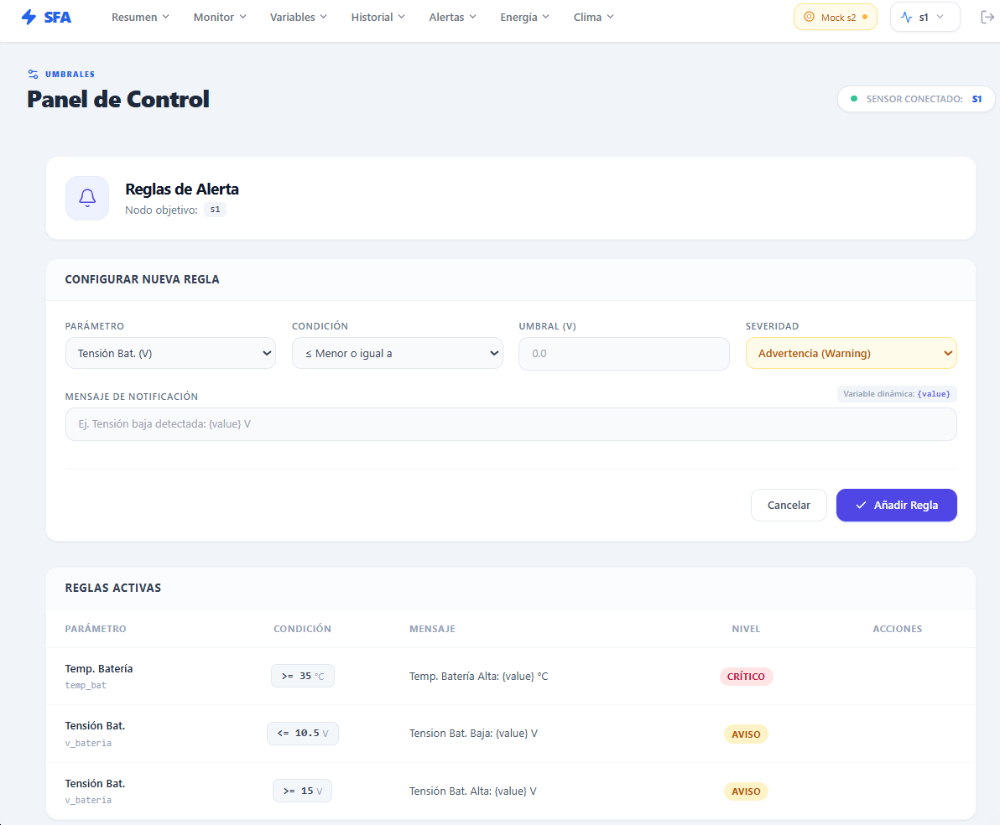 SFA Resumen Monitor Variables Historial Alertas Energía Clima Mock s2 s1
UMBRALES
Panel de Control
SENSOR CONECTADO: S1
Reglas de Alerta
Nodo objetivo: s1
CONFIGURAR NUEVA REGLA
PARÁMETRO CONDICIÓN UMBRAL (V) SEVERIDAD
Tensión Bat. (V) ≤ Menor o igual a 0.0 Advertencia (Warning)
MENSAJE DE NOTIFICACIÓN Variable dinámica: {value}
Ej. Tensión baja detectada: {value} V
Cancelar Añadir Regla
REGLAS ACTIVAS
PARÁMETRO CONDICIÓN MENSAJE NIVEL ACCIONES
Temp. Batería
temp_bat
>= 35 °C
Temp. Batería Alta: {value} °C
CRÍTICO
Tensión Bat.
v_bateria
<= 10.5 V
Tension Bat. Baja: {value} V
AVISO
Tensión Bat.
v_bateria
>= 15 V
Tensión Bat. Alta: {value} V
AVISO